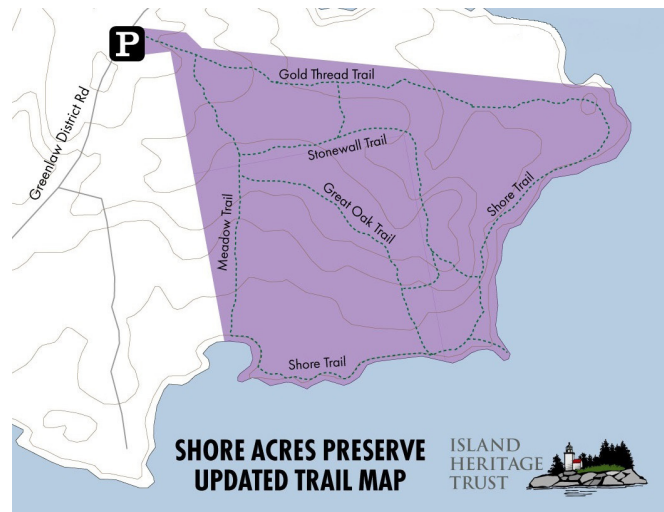 P
Greenlaw District Rd
Gold Thread Trail
Stonewall Trail
Great Oak Trail
Meadow Trail
Shore Trail
Shore Trail
SHORE ACRES PRESERVE
UPDATED TRAIL MAP
ISLAND
HERITAGE
TRUST